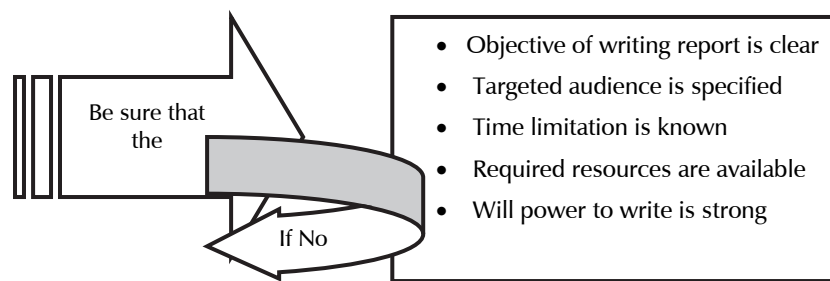 Be sure that
the
If No
• Objective of writing report is clear
• Targeted audience is specified
• Time limitation is known
• Required resources are available
• Will power to write is strong